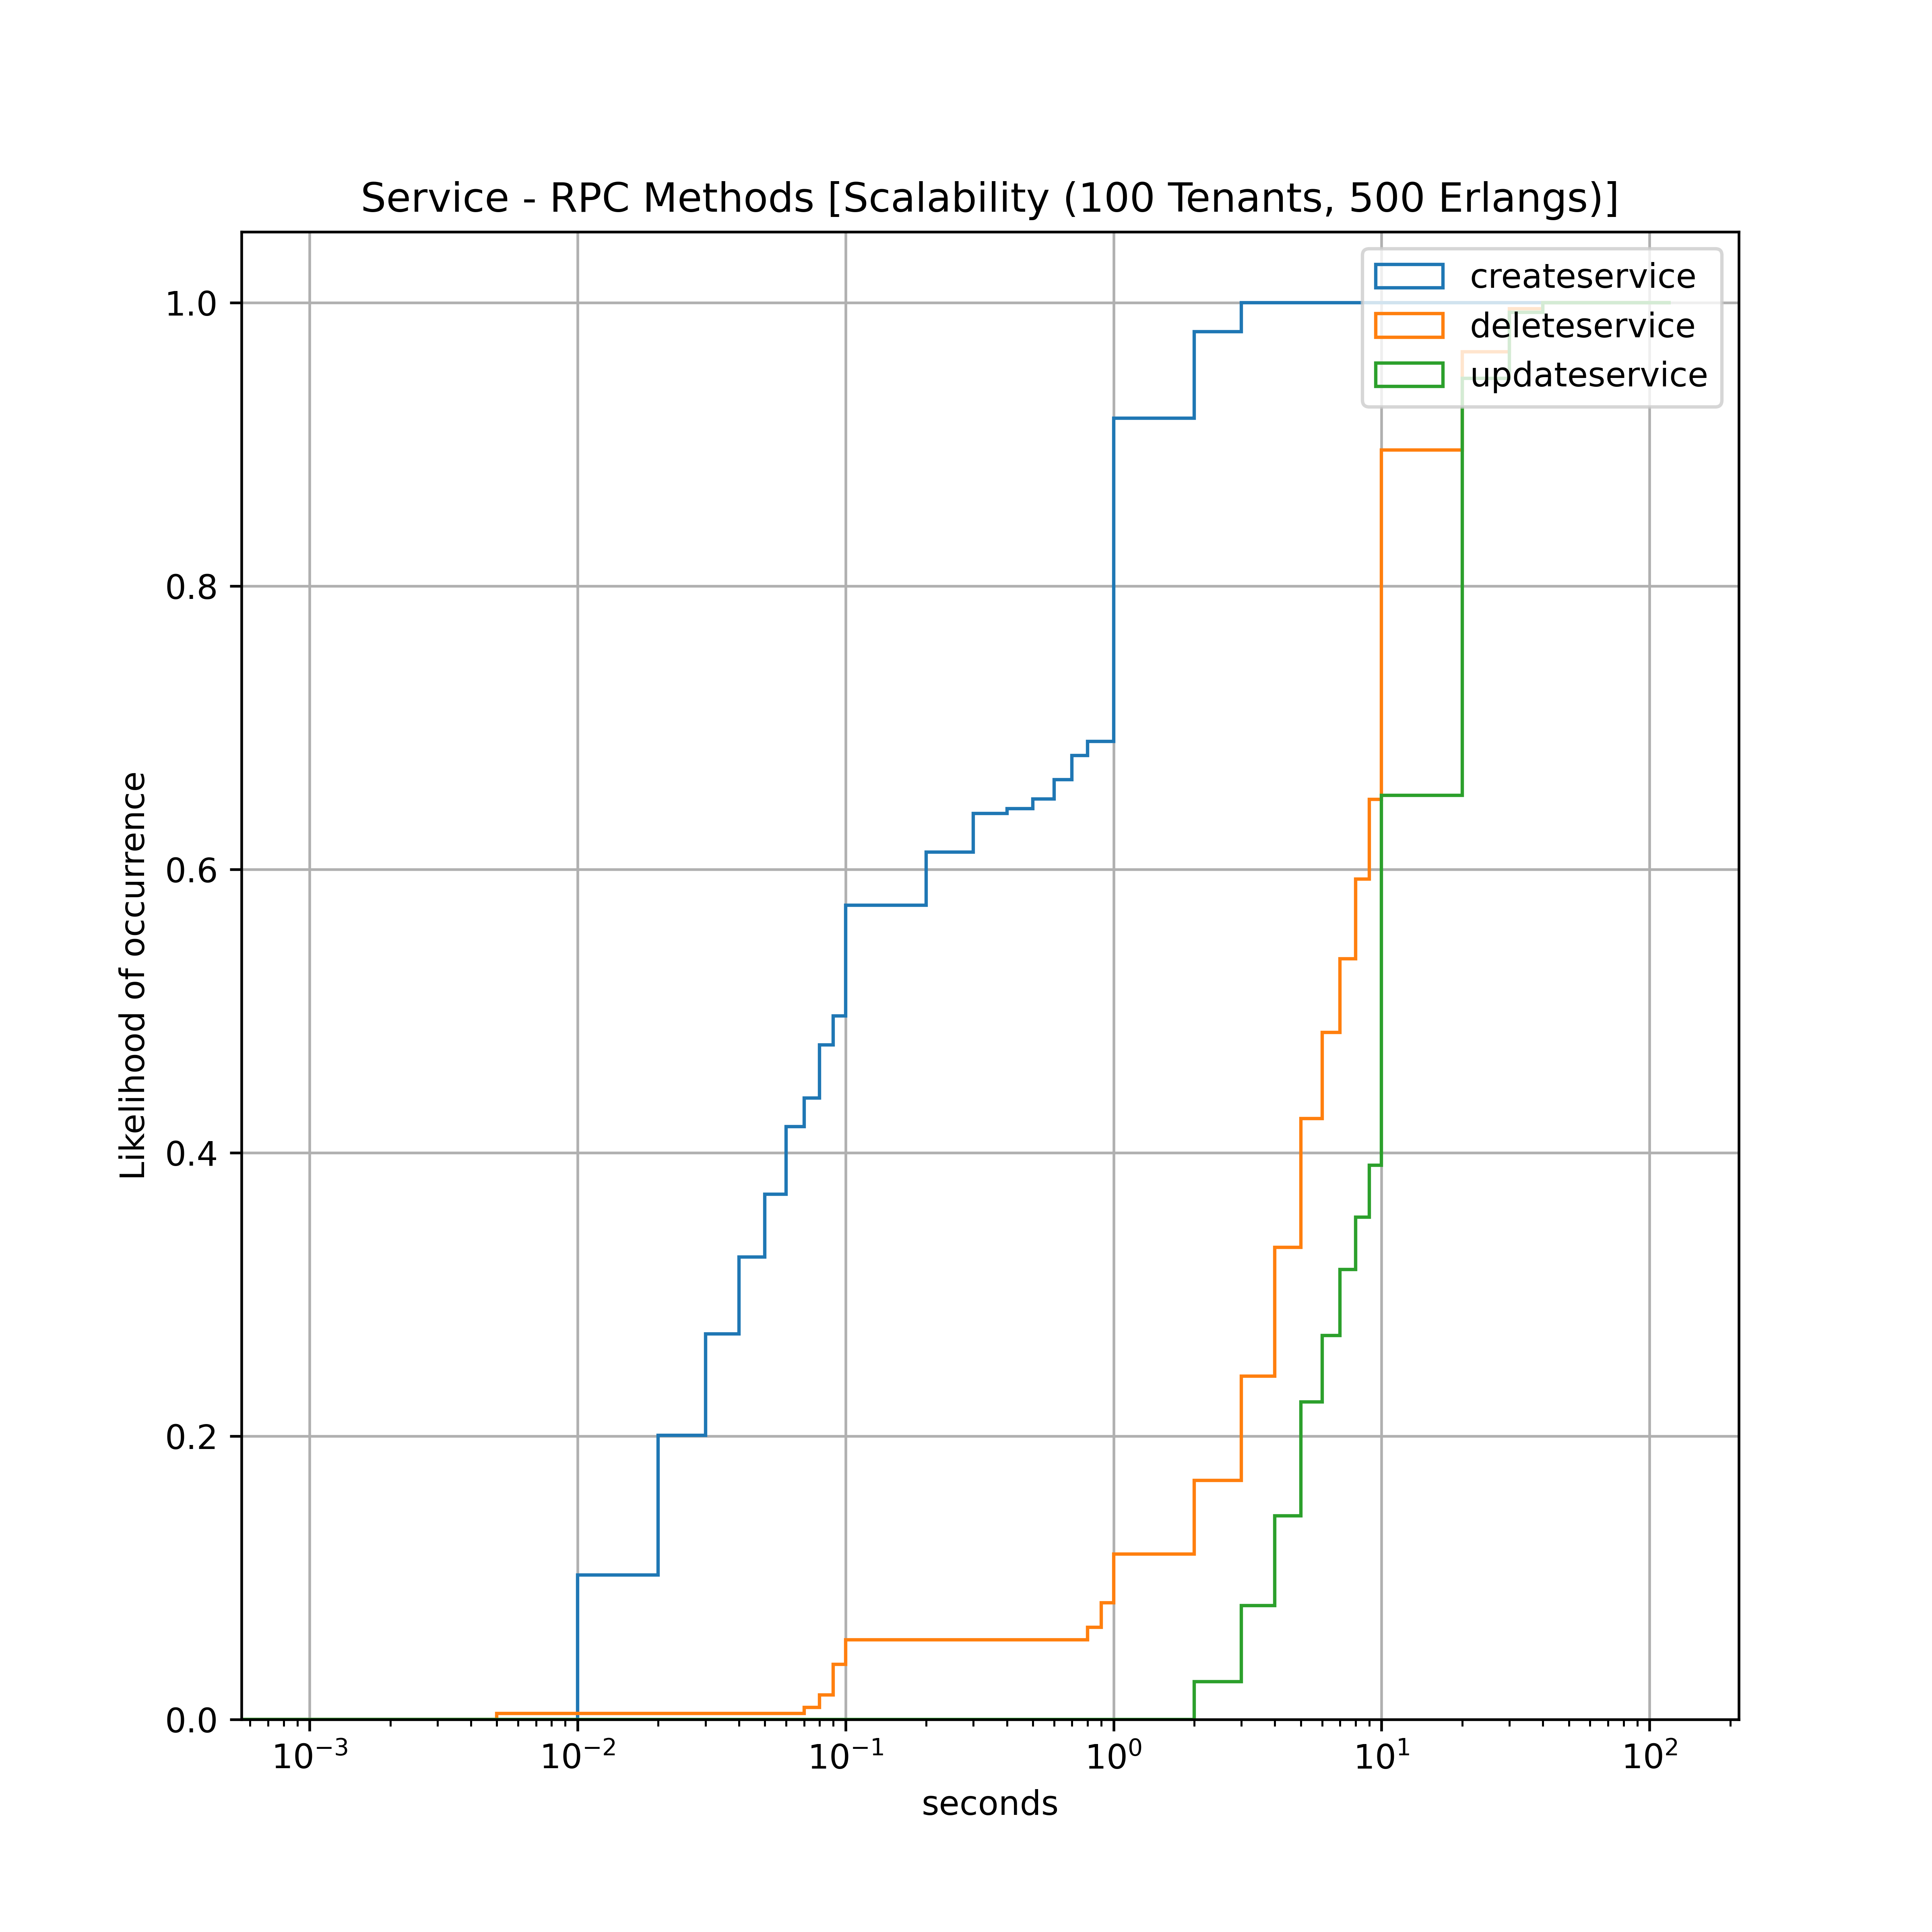 Service - RPC Methods [Scalability (100 Tenants, 500 Erlangs)]
createservice
deleteservice
updateservice
1.0
0.8
0.6
0.4
0.2
0.0
Likelihood of occurrence
10⁻³ 10⁻² 10⁻¹ 10⁰ 10¹ 10²
seconds